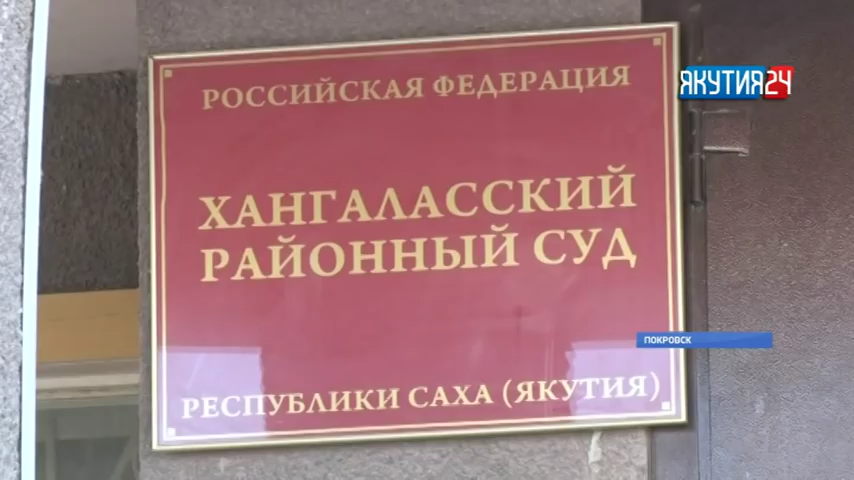 РОССИЙСКАЯ ФЕДЕРАЦИЯ
ЯКУТИЯ24
ХАНГАЛАССКИЙ
РАЙОННЫЙ СУД
ПОКРОВСК
РЕСПУБЛИКИ САХА (ЯКУТИЯ)